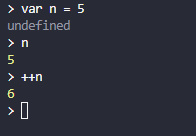 > var n = 5
undefined
> n
5
> ++n
6
>